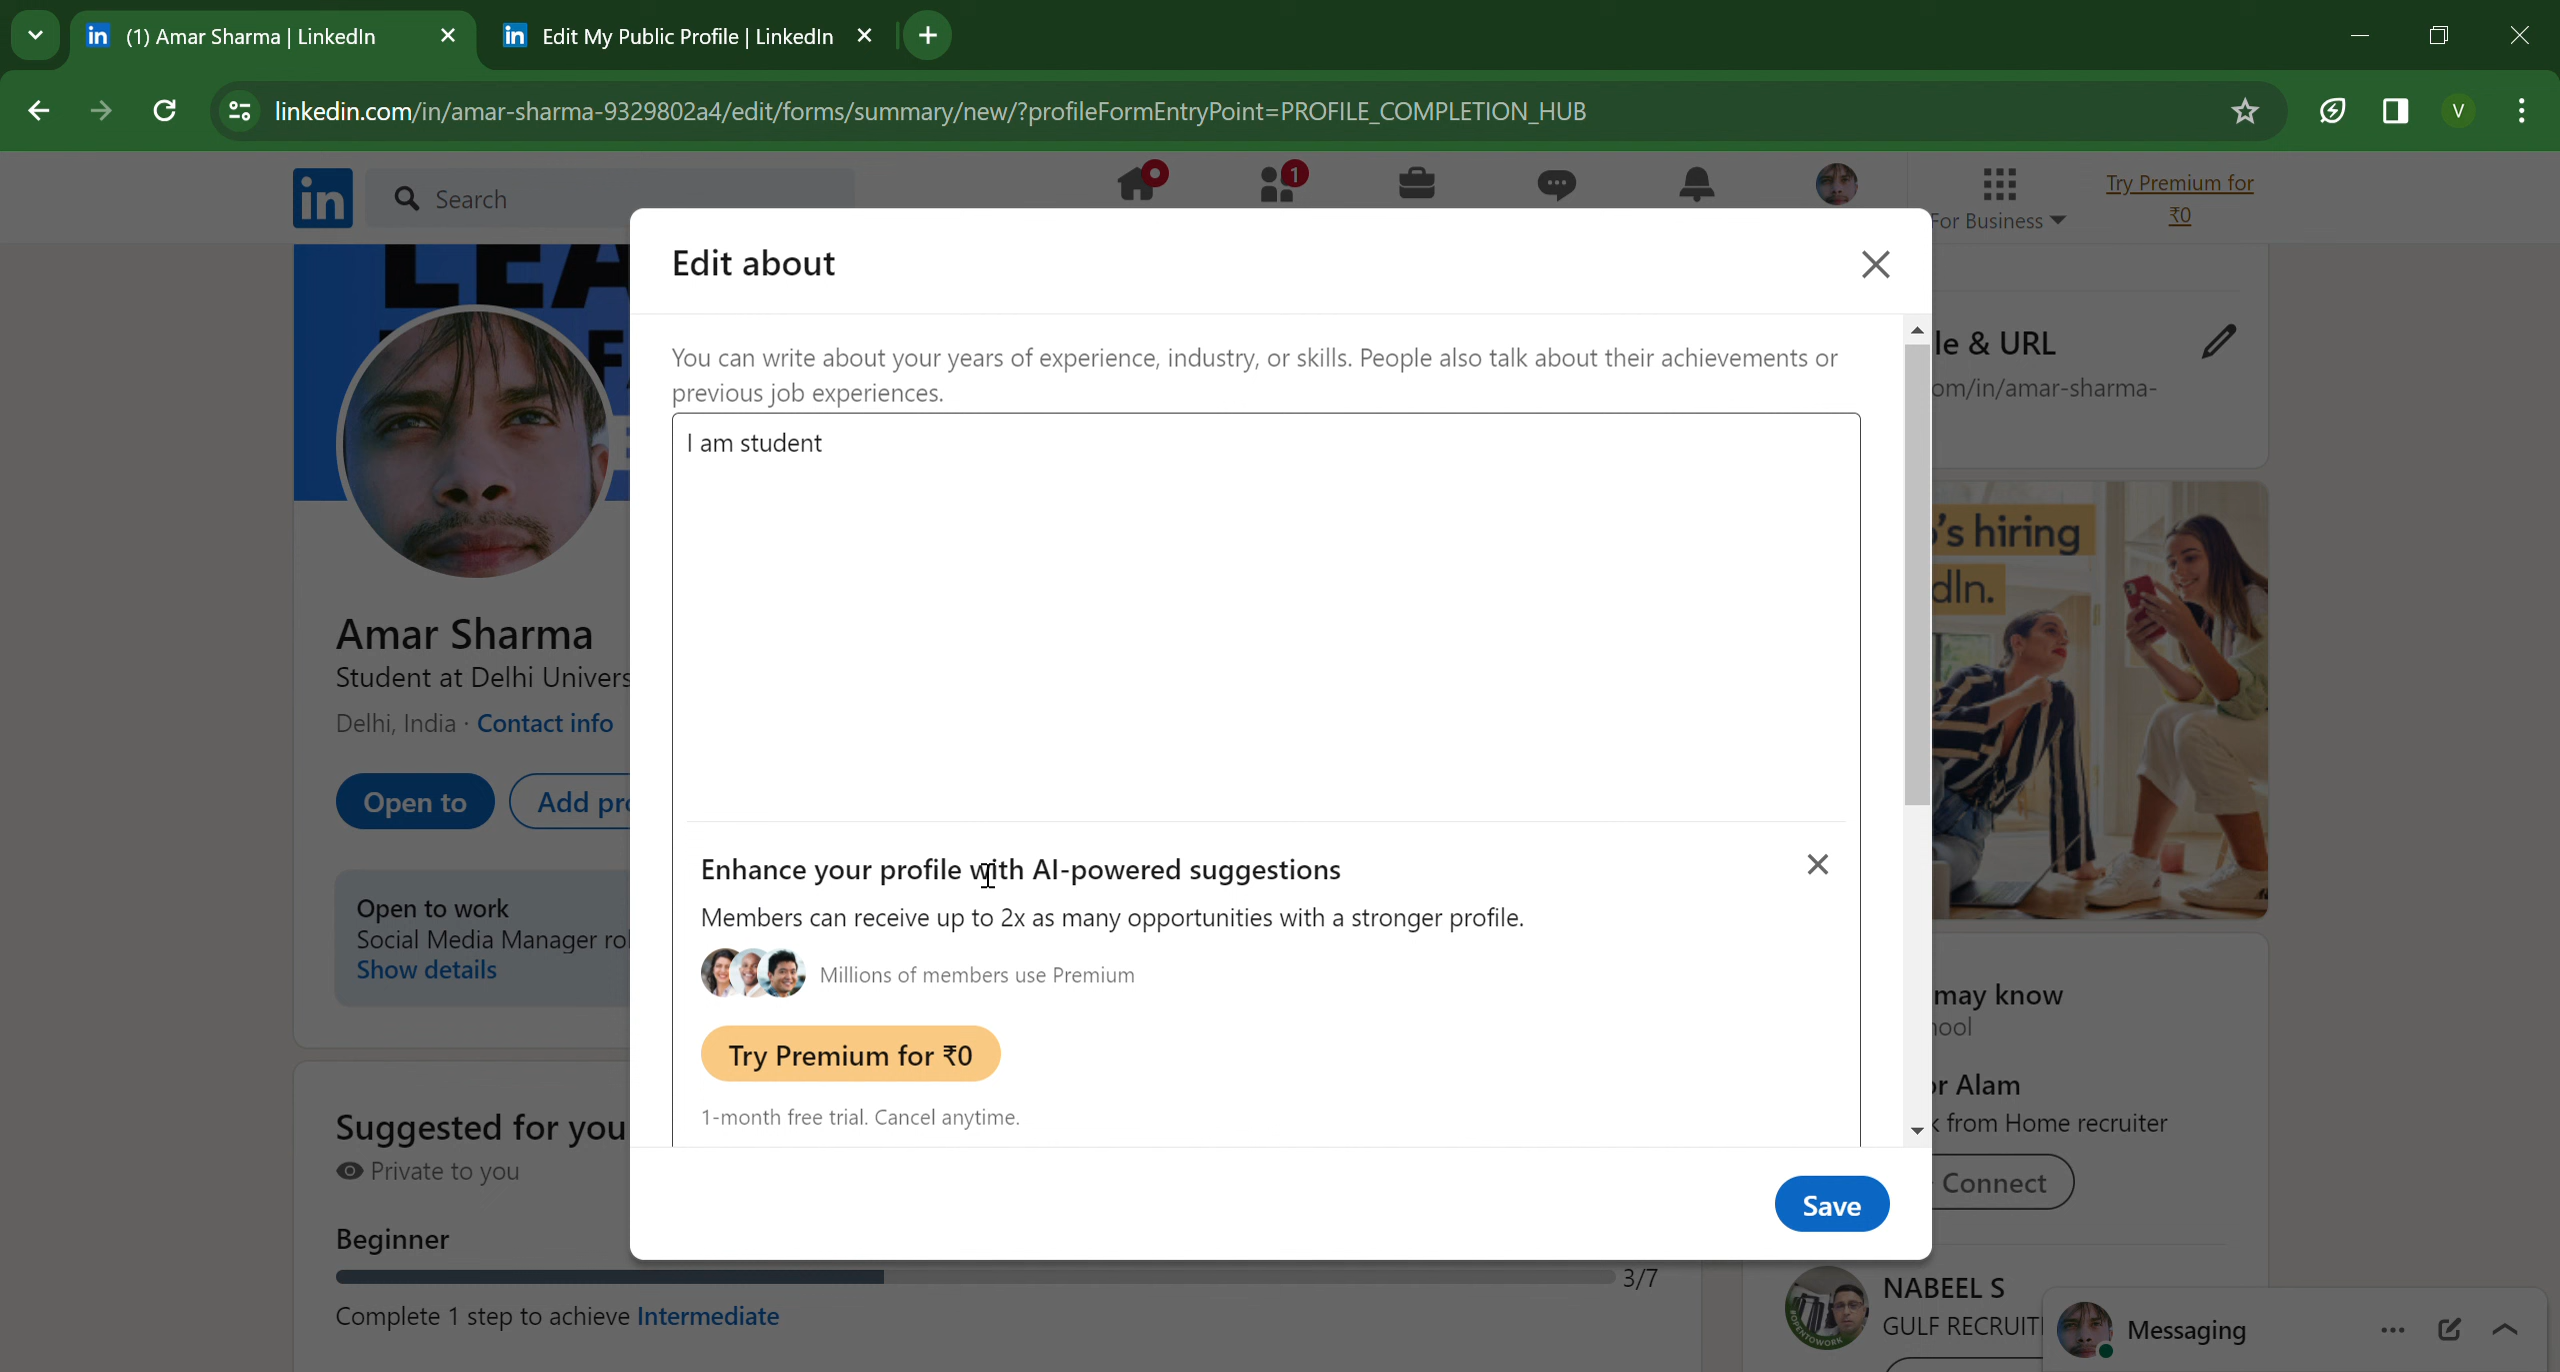 (1) Amar Sharma | LinkedIn
Edit My Public Profile | LinkedIn
linkedin.com/in/amar-sharma-9329802a4/edit/forms/summary/new/?profileFormEntryPoint=PROFILE_COMPLETION_HUB
V
in
Search
1
For Business
Try Premium for
₹0
Edit about
You can write about your years of experience, industry, or skills. People also talk about their achievements or
previous job experiences.
I am student
Enhance your profile with AI-powered suggestions
Members can receive up to 2x as many opportunities with a stronger profile.
Millions of members use Premium
Try Premium for ₹0
1-month free trial. Cancel anytime.
Save
Amar Sharma
Student at Delhi Univers
Delhi, India · Contact info
Open to
Add pro
Open to work
Social Media Manager rol
Show details
Suggested for you
Private to you
Beginner
3/7
Complete 1 step to achieve Intermediate
le & URL
om/in/amar-sharma-
's hiring
dIn.
may know
hool
or Alam
k from Home recruiter
Connect
NABEEL S
GULF RECRUIT
Messaging